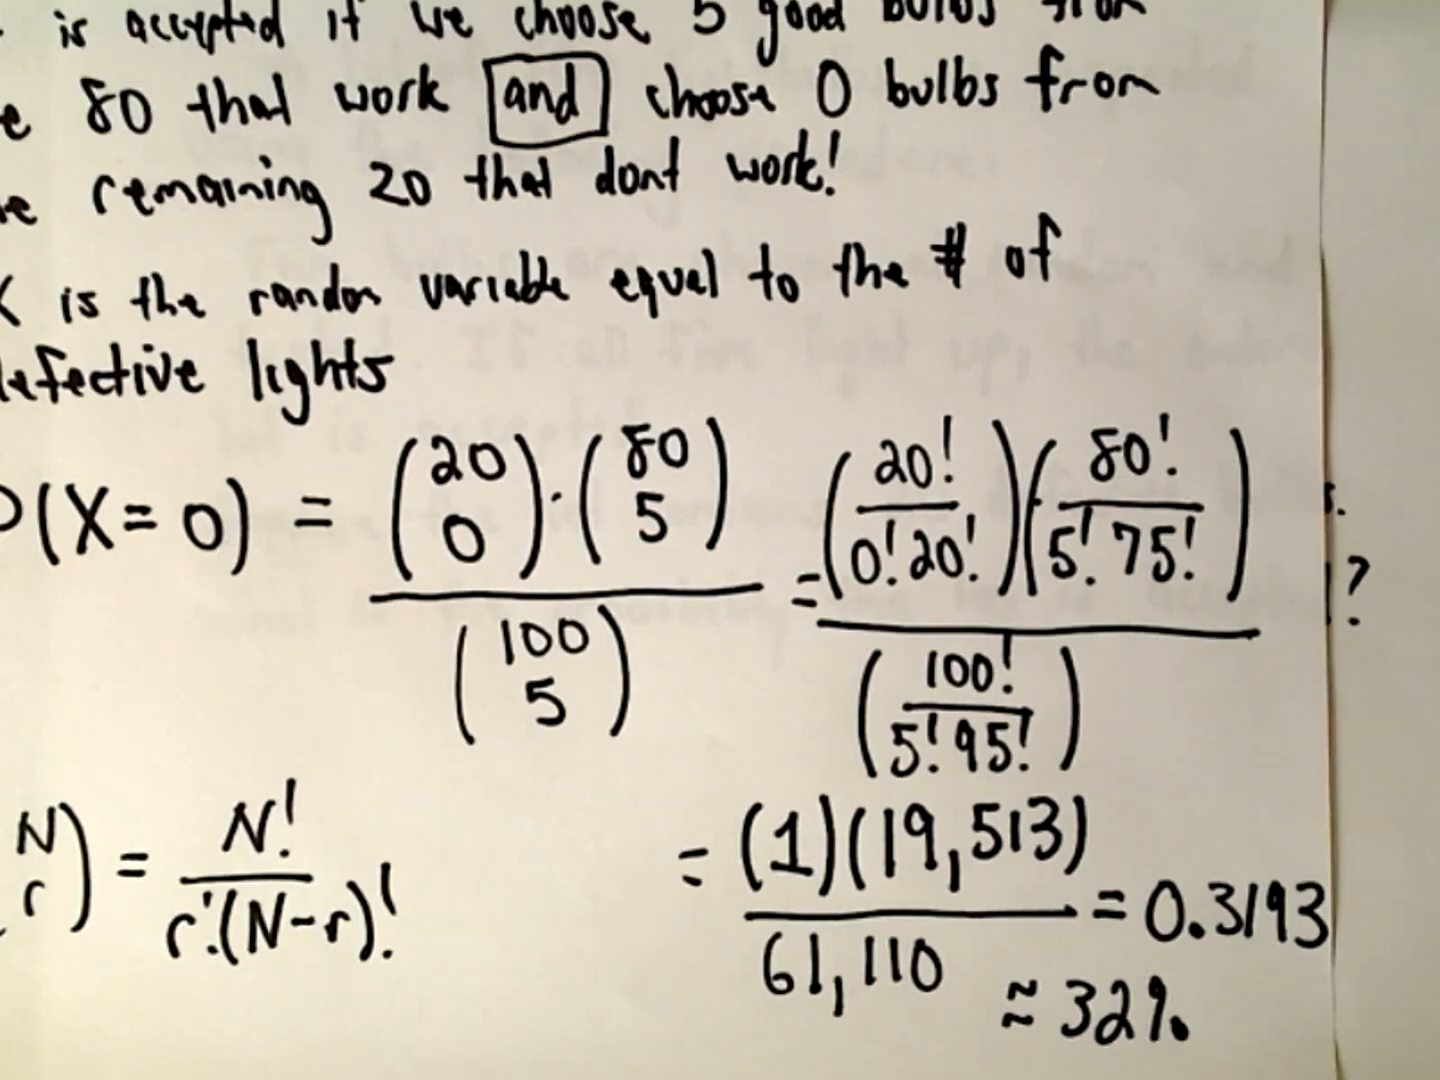 is accepted if we choose 5 good bulbs from
80 that work and choose 0 bulbs from
remaining 20 that dont work!
X is the random variable equal to the # of
defective lights
P(X = 0) = (20 0) · (80 5) / (100 5) = (20! / 0! 20!)(80! / 5! 75!) / (100! / 5! 95!)
(N r) = N! / r!(N-r)!
= (1)(19,513) / 61,110 = 0.3193
≈ 32%